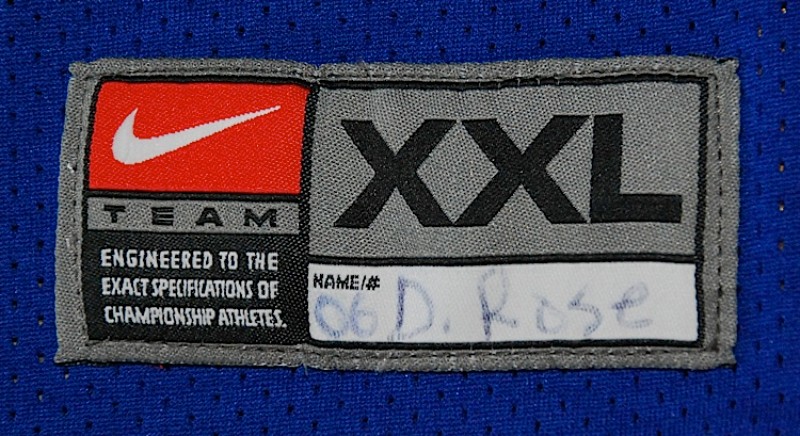 TEAM
ENGINEERED TO THE
EXACT SPECIFICATIONS OF
CHAMPIONSHIP ATHLETES.
XXL
NAME/#
06 D. Rose